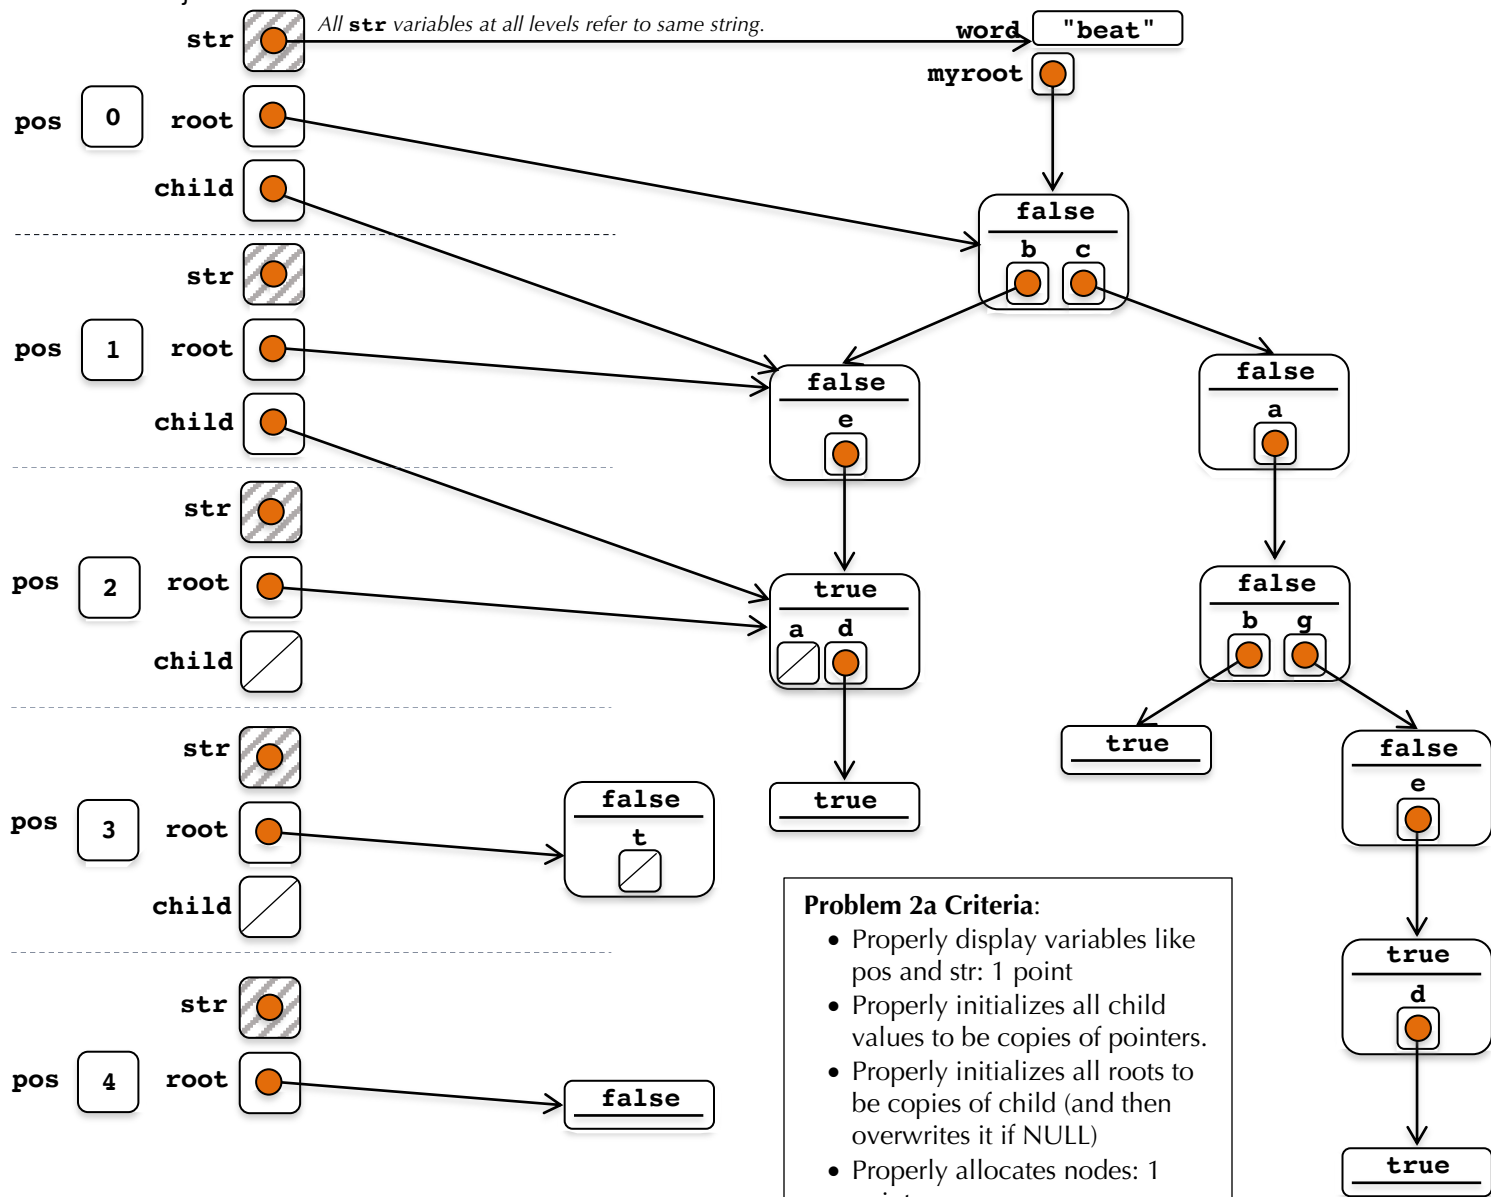 str All str variables at all levels refer to same string. word "beat"
myroot
pos 0 root
child
false
b c
str
pos 1 root
child
false
e
false
a
str
pos 2 root
child
true
a d
false
b g
str
pos 3 root
child
false
t
true
true
false
e
Problem 2a Criteria:
• Properly display variables like
pos and str: 1 point
• Properly initializes all child
values to be copies of pointers.
• Properly initializes all roots to
be copies of child (and then
overwrites it if NULL)
• Properly allocates nodes: 1
true
d
str
pos 4 root
false
true